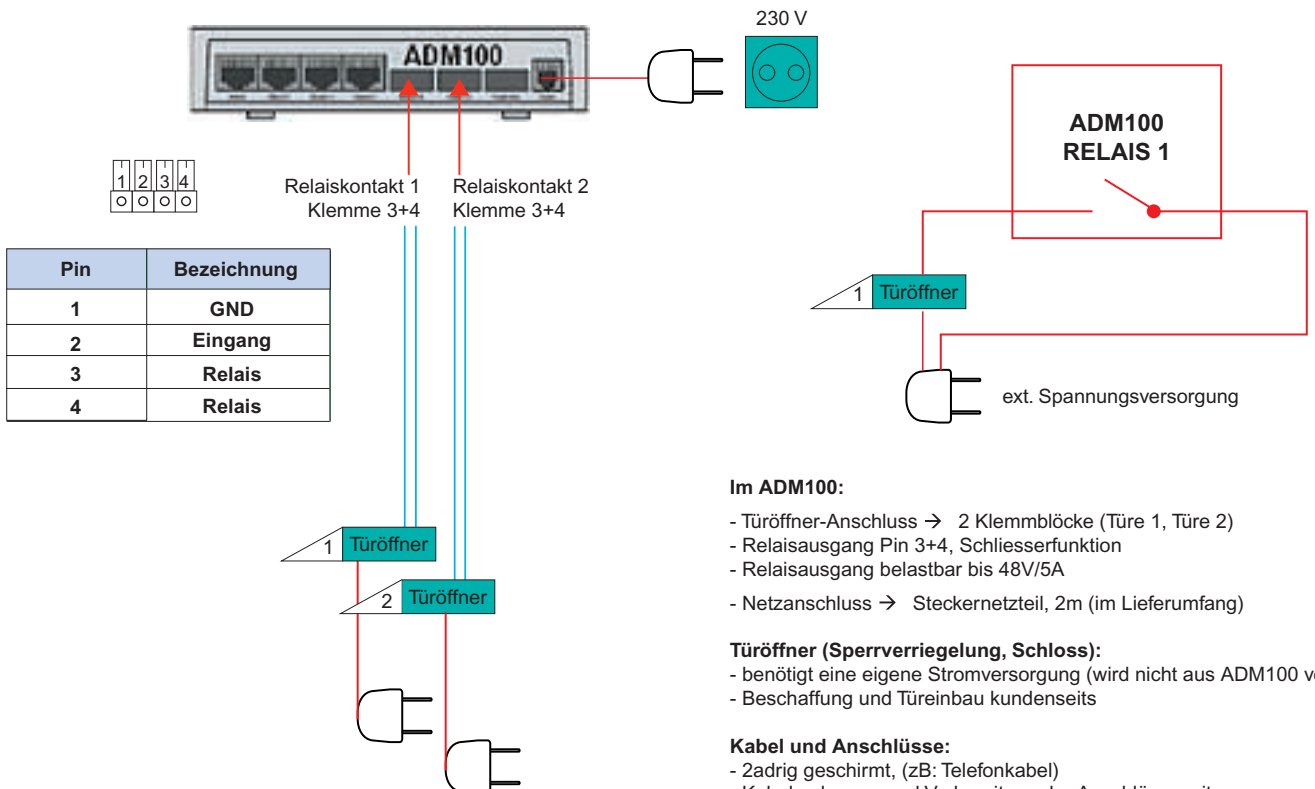 230 V
ADM100
ADM100
RELAIS 1
1 2 3 4
Relaiskontakt 1
Klemme 3+4
Relaiskontakt 2
Klemme 3+4
Pin Bezeichnung
1 GND
2 Eingang
3 Relais
4 Relais
1 Türöffner
ext. Spannungsversorgung
1 Türöffner
2 Türöffner
Im ADM100:
- Türöffner-Anschluss → 2 Klemmblöcke (Türe 1, Türe 2)
- Relaisausgang Pin 3+4, Schliesserfunktion
- Relaisausgang belastbar bis 48V/5A
- Netzanschluss → Steckernetzteil, 2m (im Lieferumfang)
Türöffner (Sperrverriegelung, Schloss):
- benötigt eine eigene Stromversorgung (wird nicht aus ADM100
- Beschaffung und Türeinbau kundenseits
Kabel und Anschlüsse:
- 2adrig geschirmt, (zB: Telefonkabel)